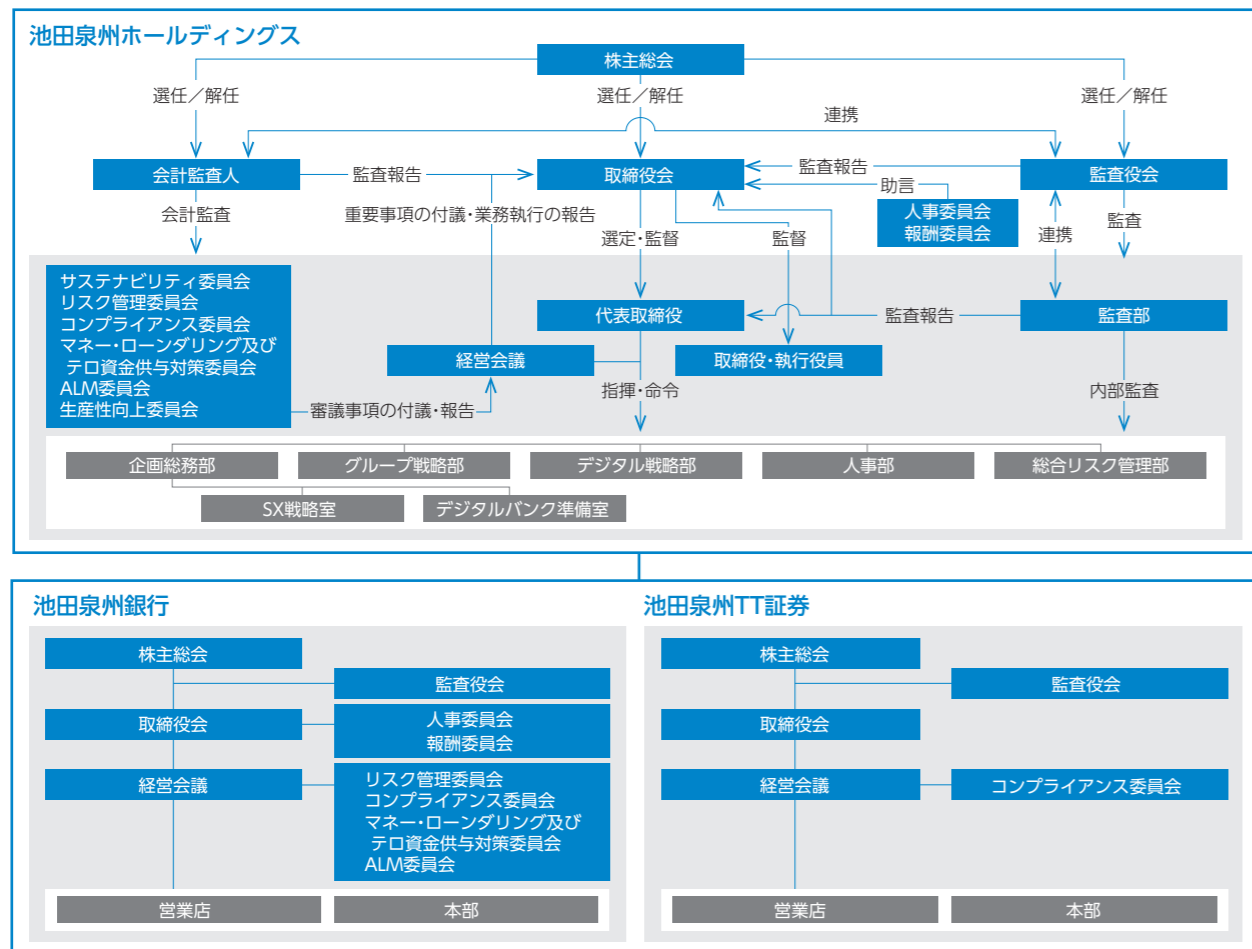 池田泉州ホールディングス
株主総会
選任／解任
選任／解任
選任／解任
連携
会計監査人
監査報告
取締役会
監査報告
監査役会
助言
人事委員会
報酬委員会
会計監査
重要事項の付議・業務執行の報告
選定・監督
監督
連携
監査
サステナビリティ委員会
リスク管理委員会
コンプライアンス委員会
マネー・ローンダリング及び
テロ資金供与対策委員会
ALM委員会
生産性向上委員会
代表取締役
監査報告
監査部
経営会議
取締役・執行役員
審議事項の付議・報告
指揮・命令
内部監査
企画総務部
グループ戦略部
デジタル戦略部
人事部
総合リスク管理部
SX戦略室
デジタルバンク準備室
池田泉州銀行
株主総会
監査役会
取締役会
人事委員会
報酬委員会
経営会議
リスク管理委員会
コンプライアンス委員会
マネー・ローンダリング及び
テロ資金供与対策委員会
ALM委員会
営業店
本部
池田泉州TT証券
株主総会
監査役会
取締役会
経営会議
コンプライアンス委員会
営業店
本部